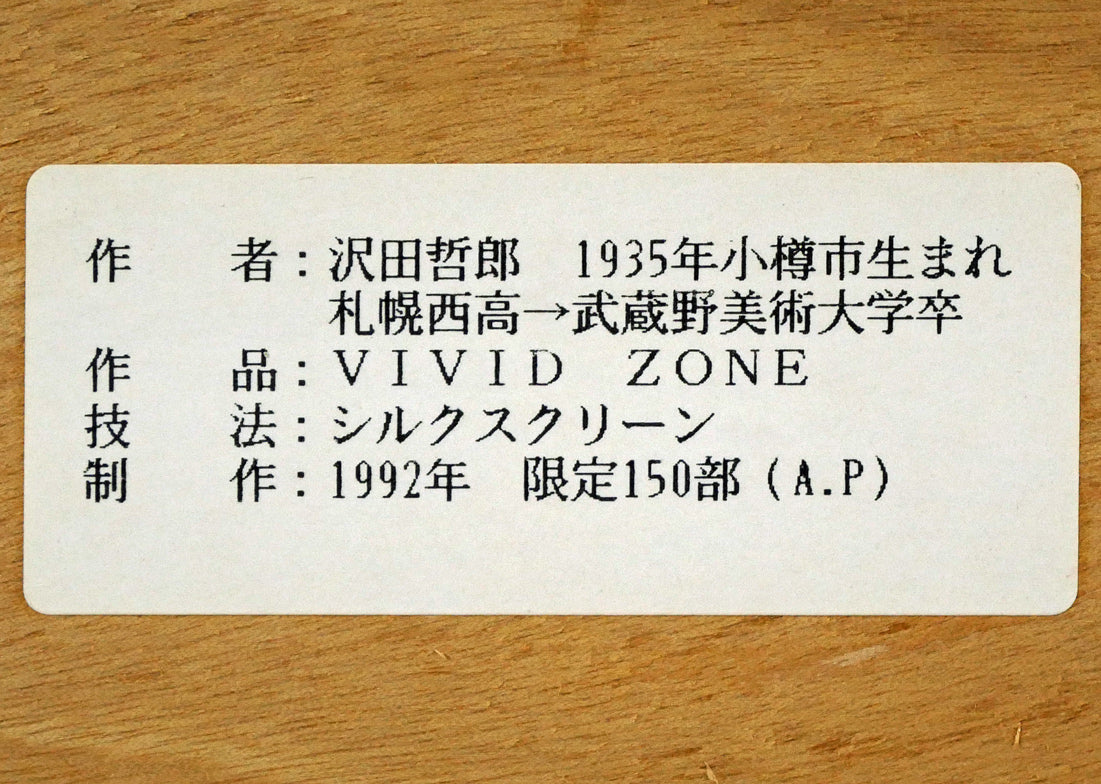 作　　者：沢田哲郎　1935年小樽市生まれ
札幌西高→武蔵野美術大学卒
作　　品：ＶＩＶＩＤ　ＺＯＮＥ
技　　法：シルクスクリーン
制　　作：1992年　限定150部（A.P）